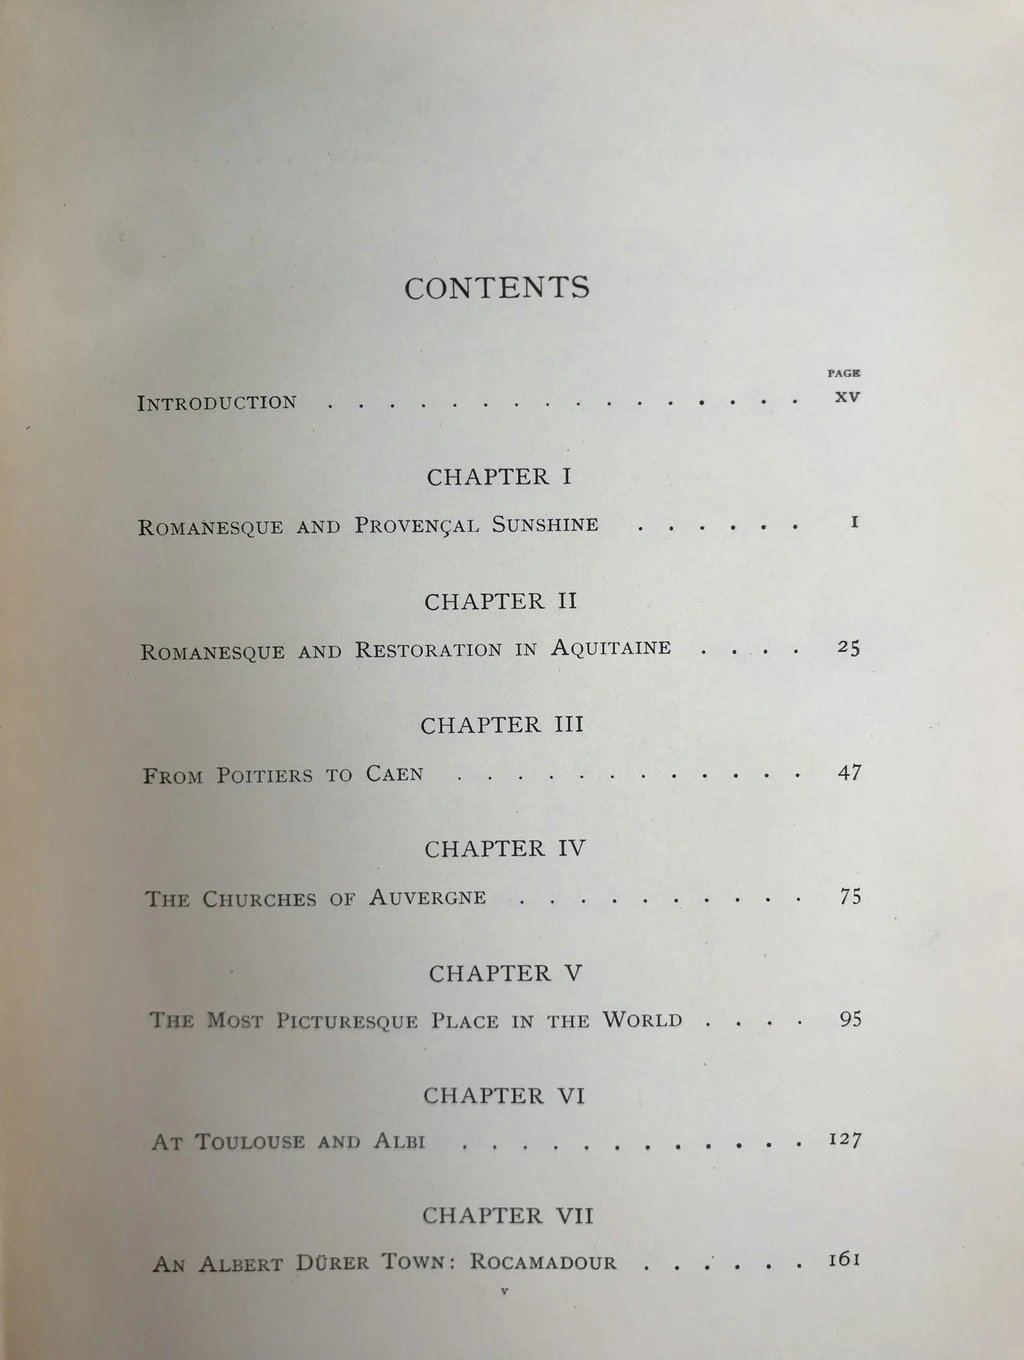 CONTENTS
PAGE
INTRODUCTION . . . . . . . . . . . . . . . . XV
CHAPTER I
ROMANESQUE AND PROVENÇAL SUNSHINE . . . . . . 1
CHAPTER II
ROMANESQUE AND RESTORATION IN AQUITAINE . . . . 25
CHAPTER III
FROM POITIERS TO CAEN . . . . . . . . . . . . 47
CHAPTER IV
THE CHURCHES OF AUVERGNE . . . . . . . . . . 75
CHAPTER V
THE MOST PICTURESQUE PLACE IN THE WORLD . . . . 95
CHAPTER VI
AT TOULOUSE AND ALBI . . . . . . . . . . . . 127
CHAPTER VII
AN ALBERT DÜRER TOWN: ROCAMADOUR . . . . . . 161
v